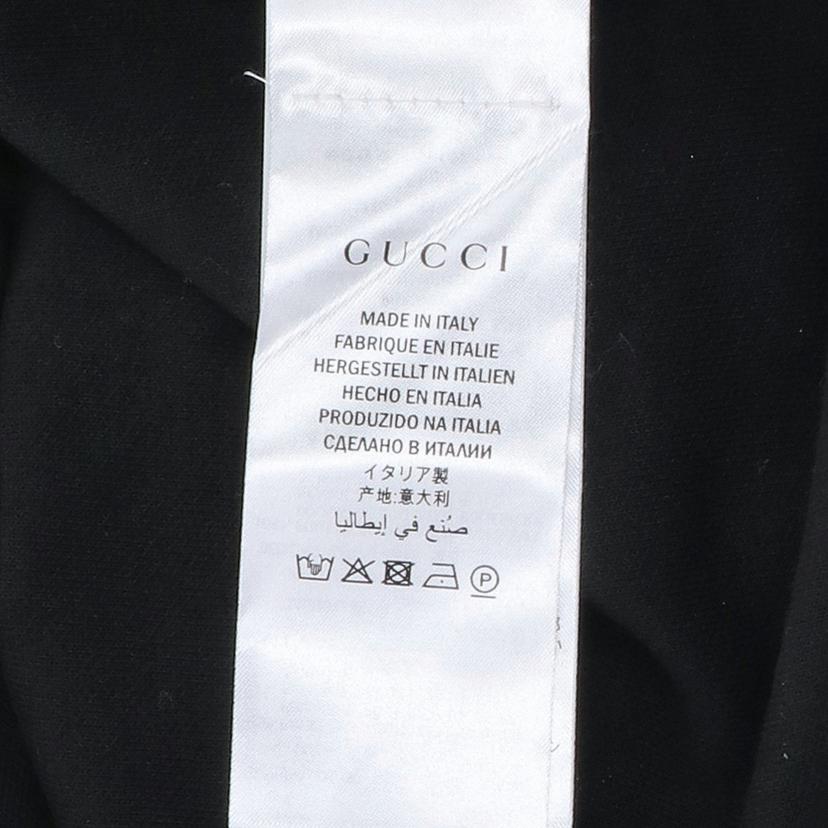 GUCCI
MADE IN ITALY
FABRIQUE EN ITALIE
HERGESTELLT IN ITALIEN
HECHO EN ITALIA
PRODUZIDO NA ITALIA
СДЕЛАНО В ИТАЛИИ
イタリア製
产地:意大利
صُنع في إيطاليا
P